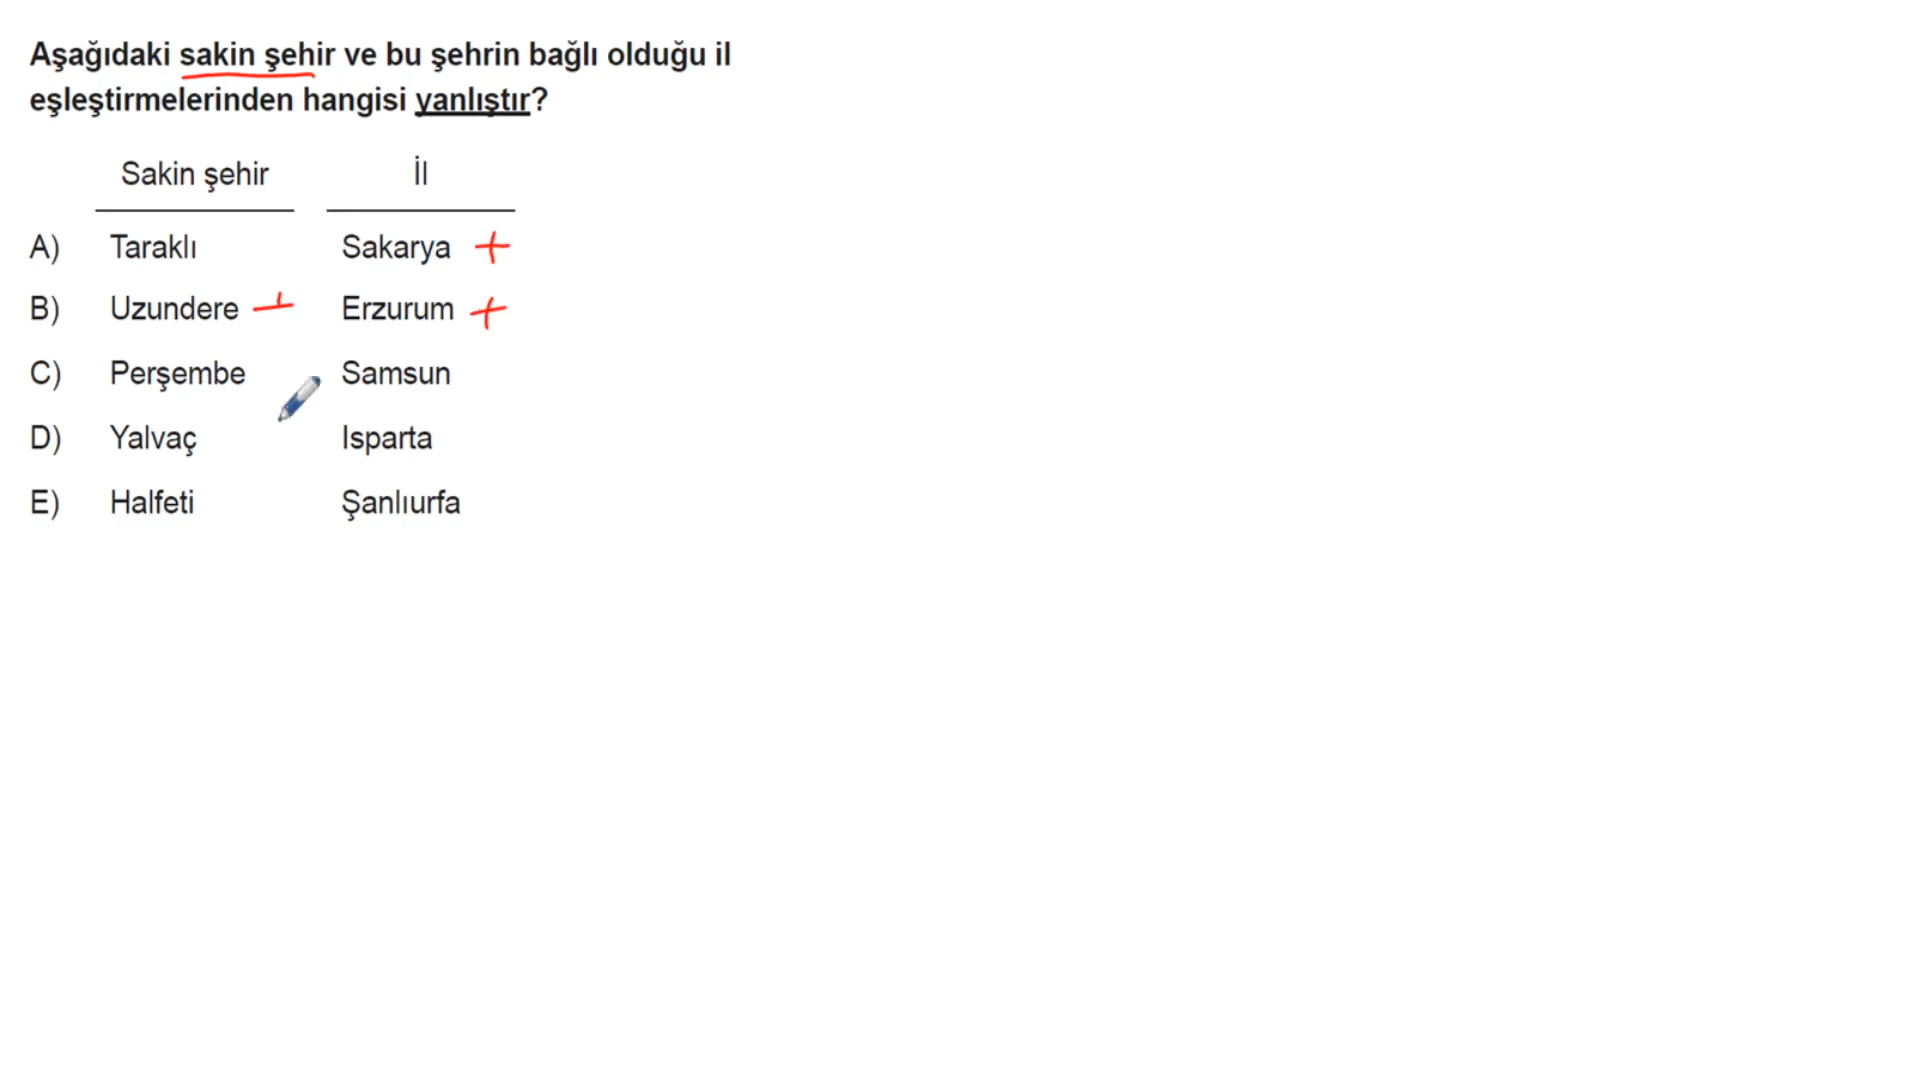 Aşağıdaki sakin şehir ve bu şehrin bağlı olduğu il
eşleştirmelerinden hangisi yanlıştır?
Sakin şehir İl
A) Taraklı Sakarya +
B) Uzundere Erzurum +
C) Perşembe Samsun
D) Yalvaç Isparta
E) Halfeti Şanlıurfa